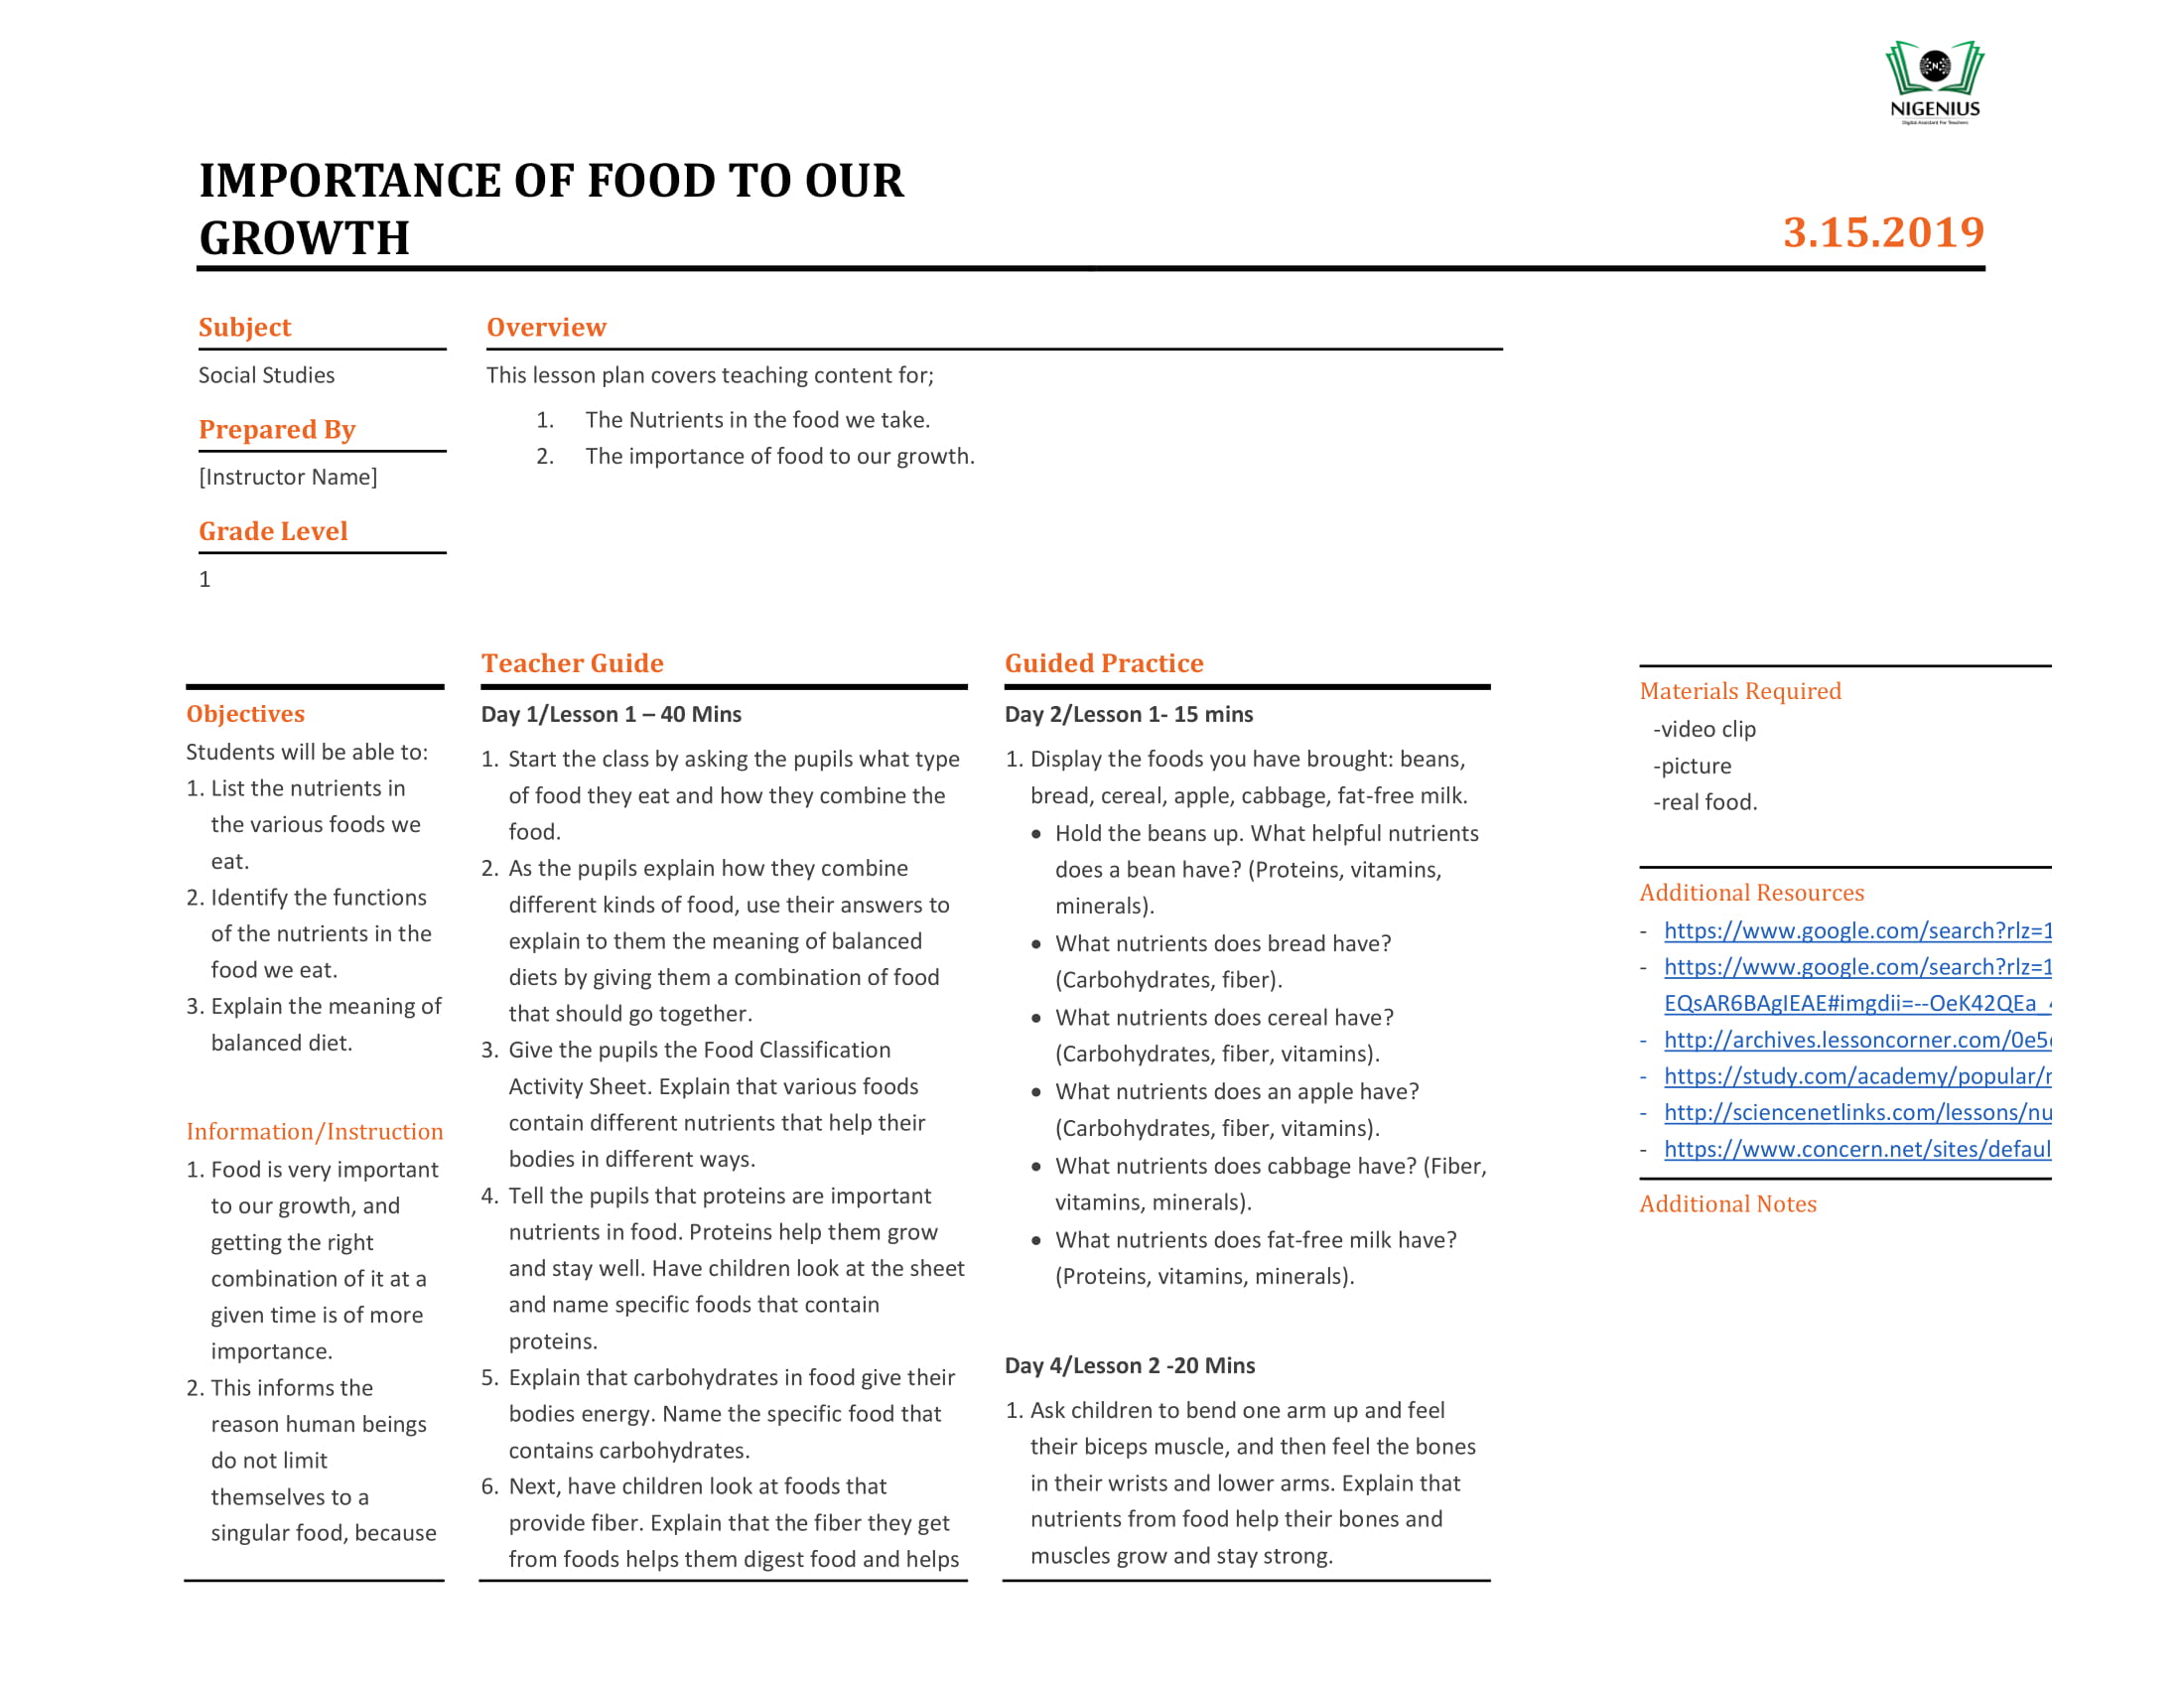 NIGENIUS
Digital Assistant For Teachers
IMPORTANCE OF FOOD TO OUR
GROWTH
3.15.2019
Subject
Social Studies
Prepared By
[Instructor Name]
Grade Level
1
Overview
This lesson plan covers teaching content for;
1. The Nutrients in the food we take.
2. The importance of food to our growth.
Objectives
Students will be able to:
1. List the nutrients in
the various foods we
eat.
2. Identify the functions
of the nutrients in the
food we eat.
3. Explain the meaning of
balanced diet.
Information/Instruction
1. Food is very important
to our growth, and
getting the right
combination of it at a
given time is of more
importance.
2. This informs the
reason human beings
do not limit
themselves to a
singular food, because
Teacher Guide
Day 1/Lesson 1 – 40 Mins
1. Start the class by asking the pupils what type
of food they eat and how they combine the
food.
2. As the pupils explain how they combine
different kinds of food, use their answers to
explain to them the meaning of balanced
diets by giving them a combination of food
that should go together.
3. Give the pupils the Food Classification
Activity Sheet. Explain that various foods
contain different nutrients that help their
bodies in different ways.
4. Tell the pupils that proteins are important
nutrients in food. Proteins help them grow
and stay well. Have children look at the sheet
and name specific foods that contain
proteins.
5. Explain that carbohydrates in food give their
bodies energy. Name the specific food that
contains carbohydrates.
6. Next, have children look at foods that
provide fiber. Explain that the fiber they get
from foods helps them digest food and helps
Guided Practice
Day 2/Lesson 1- 15 mins
1. Display the foods you have brought: beans,
bread, cereal, apple, cabbage, fat-free milk.
• Hold the beans up. What helpful nutrients
does a bean have? (Proteins, vitamins,
minerals).
• What nutrients does bread have?
(Carbohydrates, fiber).
• What nutrients does cereal have?
(Carbohydrates, fiber, vitamins).
• What nutrients does an apple have?
(Carbohydrates, fiber, vitamins).
• What nutrients does cabbage have? (Fiber,
vitamins, minerals).
• What nutrients does fat-free milk have?
(Proteins, vitamins, minerals).
Day 4/Lesson 2 -20 Mins
1. Ask children to bend one arm up and feel
their biceps muscle, and then feel the bones
in their wrists and lower arms. Explain that
nutrients from food help their bones and
muscles grow and stay strong.
Materials Required
-video clip
-picture
-real food.
Additional Resources
- https://www.google.com/search?rlz=1
- https://www.google.com/search?rlz=1
EQsAR6BAgIEAE#imgdii=--OeK42QEa_
- http://archives.lessoncorner.com/0e5
- https://study.com/academy/popular/
- http://sciencenetlinks.com/lessons/nu
- https://www.concern.net/sites/defaul
Additional Notes